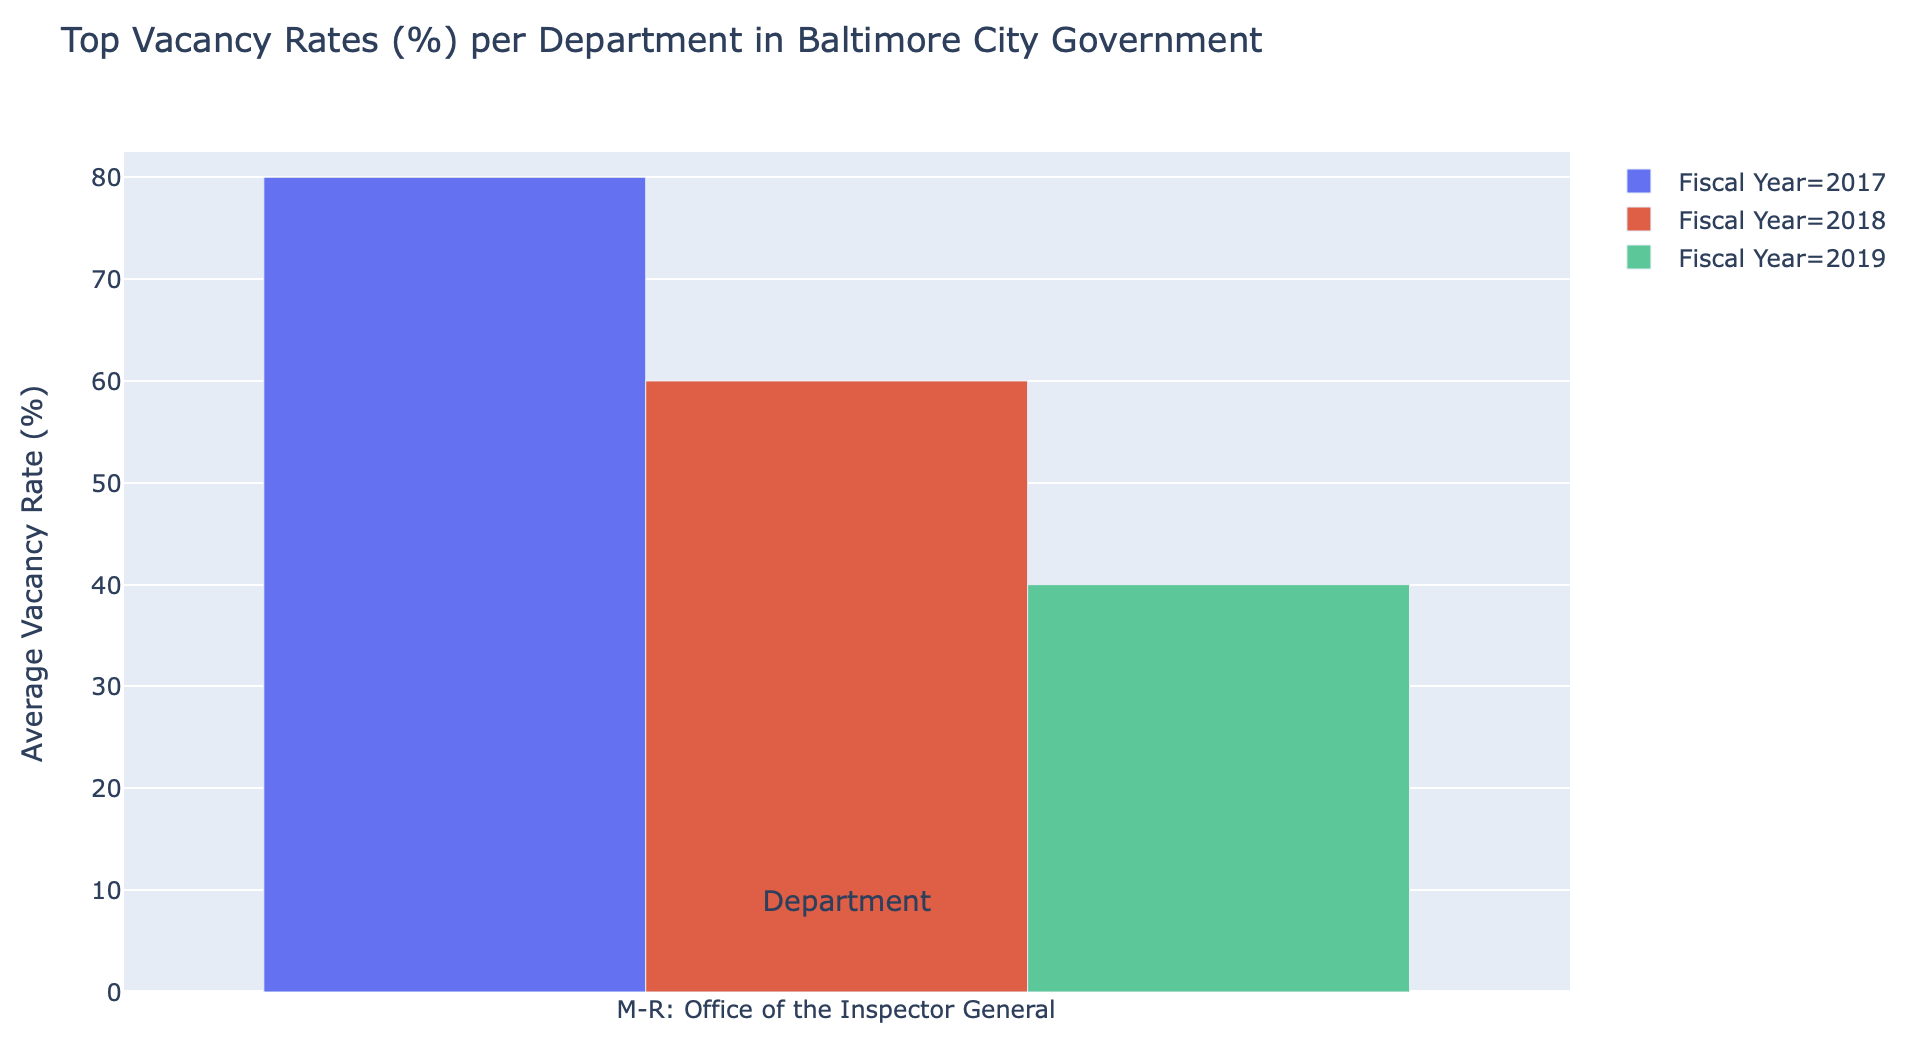 Top Vacancy Rates (%) per Department in Baltimore City Government
Fiscal Year=2017
Fiscal Year=2018
Fiscal Year=2019
Average Vacancy Rate (%)
80
70
60
50
40
30
20
10
0
Department
M-R: Office of the Inspector General